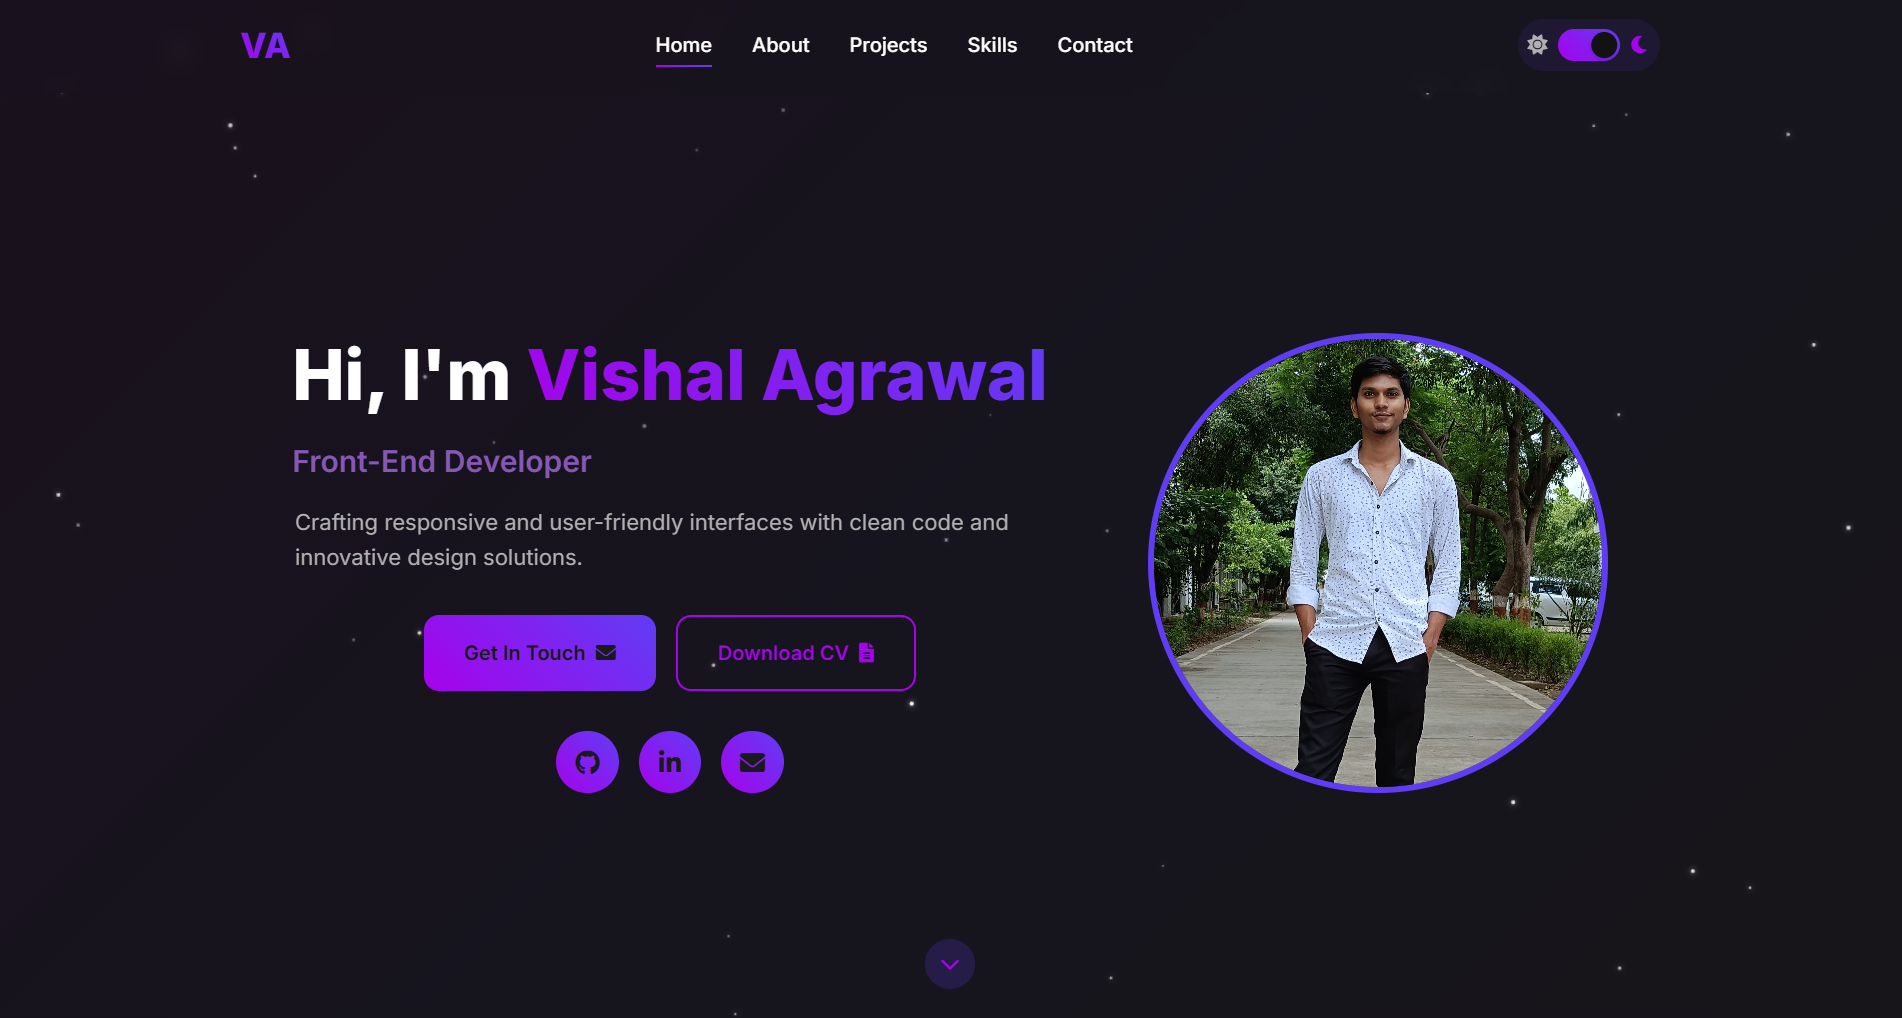 VA
Home
About
Projects
Skills
Contact
Hi, I'm Vishal Agrawal
Front-End Developer
Crafting responsive and user-friendly interfaces with clean code and
innovative design solutions.
Get In Touch
Download CV
in